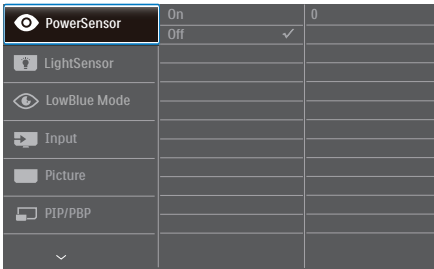 PowerSensor
On
0
Off
LightSensor
LowBlue Mode
Input
Picture
PIP/PBP